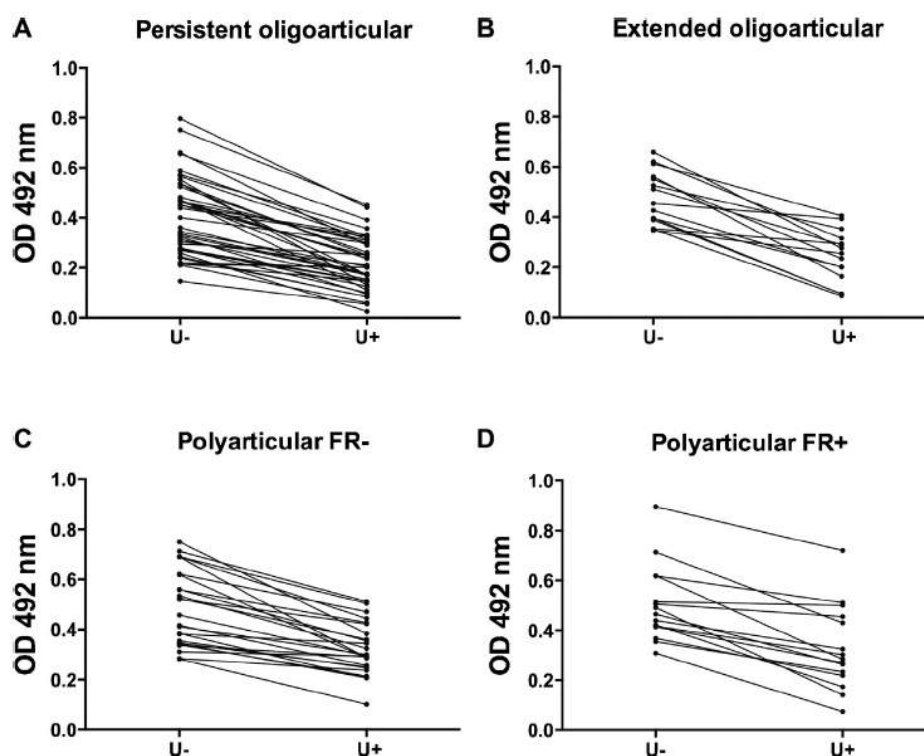 A Persistent oligoarticular
OD 492 nm
1.0
0.8
0.6
0.4
0.2
0.0
U- U+
B Extended oligoarticular
OD 492 nm
1.0
0.8
0.6
0.4
0.2
0.0
U- U+
C Polyarticular FR-
OD 492 nm
1.0
0.8
0.6
0.4
0.2
0.0
U- U+
D Polyarticular FR+
OD 492 nm
1.0
0.8
0.6
0.4
0.2
0.0
U- U+